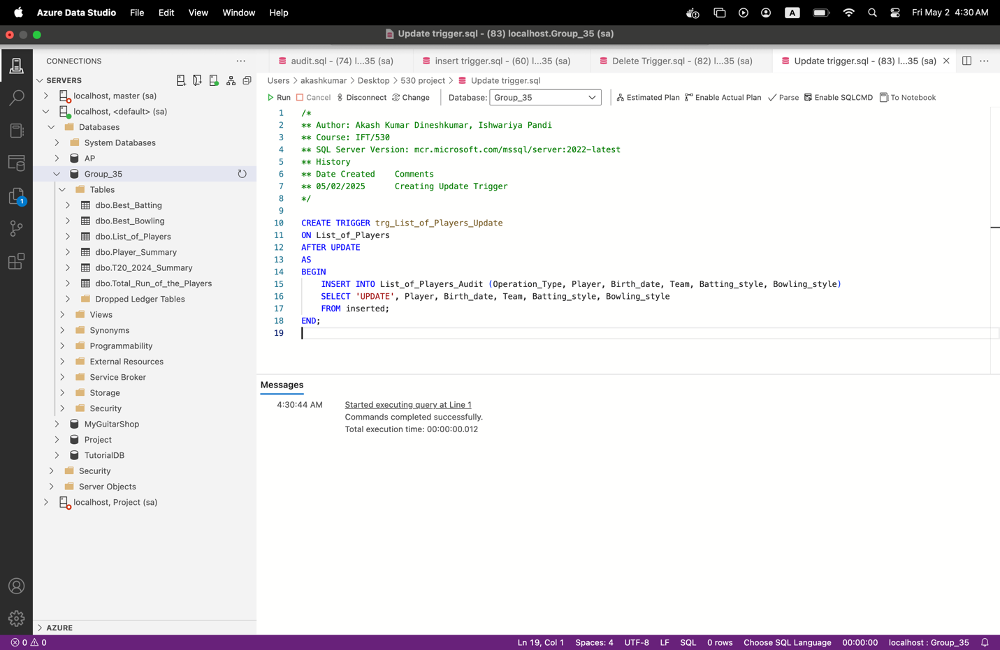 Azure Data Studio File Edit View Window Help A Fri May 2 4:30 AM
Update trigger.sql - (83) localhost.Group_35 (sa)
CONNECTIONS
SERVERS
localhost, master (sa)
localhost, <default> (sa)
Databases
System Databases
AP
Group_35
Tables
dbo.Best_Batting
dbo.Best_Bowling
dbo.List_of_Players
dbo.Player_Summary
dbo.T20_2024_Summary
dbo.Total_Run_of_the_Players
Dropped Ledger Tables
Views
Synonyms
Programmability
External Resources
Service Broker
Storage
Security
MyGuitarShop
Project
TutorialDB
Security
Server Objects
localhost, Project (sa)
AZURE
1
audit.sql - (74) l...35 (sa) insert trigger.sql - (60) l...35 (sa) Delete Trigger.sql - (82) l...35 (sa) Update trigger.sql - (83) l...35 (sa)
Users > akashkumar > Desktop > 530 project > Update trigger.sql
Run Cancel Disconnect Change Database: Group_35 Estimated Plan Enable Actual Plan Parse Enable SQLCMD To Notebook
1 /*
2 ** Author: Akash Kumar Dineshkumar, Ishwariya Pandi
3 ** Course: IFT/530
4 ** SQL Server Version: mcr.microsoft.com/mssql/server:2022-latest
5 ** History
6 ** Date Created    Comments
7 ** 05/02/2025      Creating Update Trigger
8 */
9
10 CREATE TRIGGER trg_List_of_Players_Update
11 ON List_of_Players
12 AFTER UPDATE
13 AS
14 BEGIN
15     INSERT INTO List_of_Players_Audit (Operation_Type, Player, Birth_date, Team, Batting_style, Bowling_style)
16     SELECT 'UPDATE', Player, Birth_date, Team, Batting_style, Bowling_style
17     FROM inserted;
18 END;
19
Messages
4:30:44 AM Started executing query at Line 1
Commands completed successfully.
Total execution time: 00:00:00.012
0 0 Ln 19, Col 1 Spaces: 4 UTF-8 LF SQL 0 rows Choose SQL Language 00:00:00 localhost : Group_35